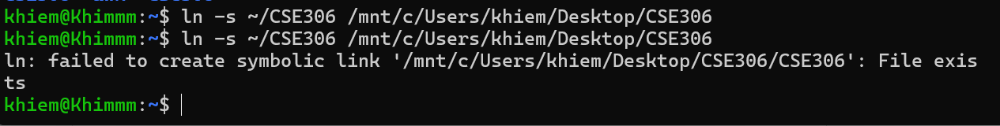 khiem@Khimmm:~$ ln -s ~/CSE306 /mnt/c/Users/khiem/Desktop/CSE306
khiem@Khimmm:~$ ln -s ~/CSE306 /mnt/c/Users/khiem/Desktop/CSE306
ln: failed to create symbolic link '/mnt/c/Users/khiem/Desktop/CSE306/CSE306': File exis
ts
khiem@Khimmm:~$